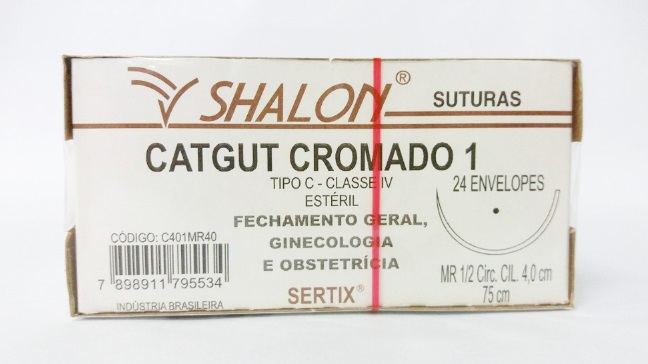 SHALON® SUTURAS
CATGUT CROMADO 1
TIPO C - CLASSE IV
ESTÉRIL
24 ENVELOPES
FECHAMENTO GERAL,
GINECOLOGIA
E OBSTETRÍCIA
SERTIX®
CÓDIGO: C401MR40
7 898911 795534
INDÚSTRIA BRASILEIRA
MR 1/2 Circ. CIL. 4,0 cm
75 cm